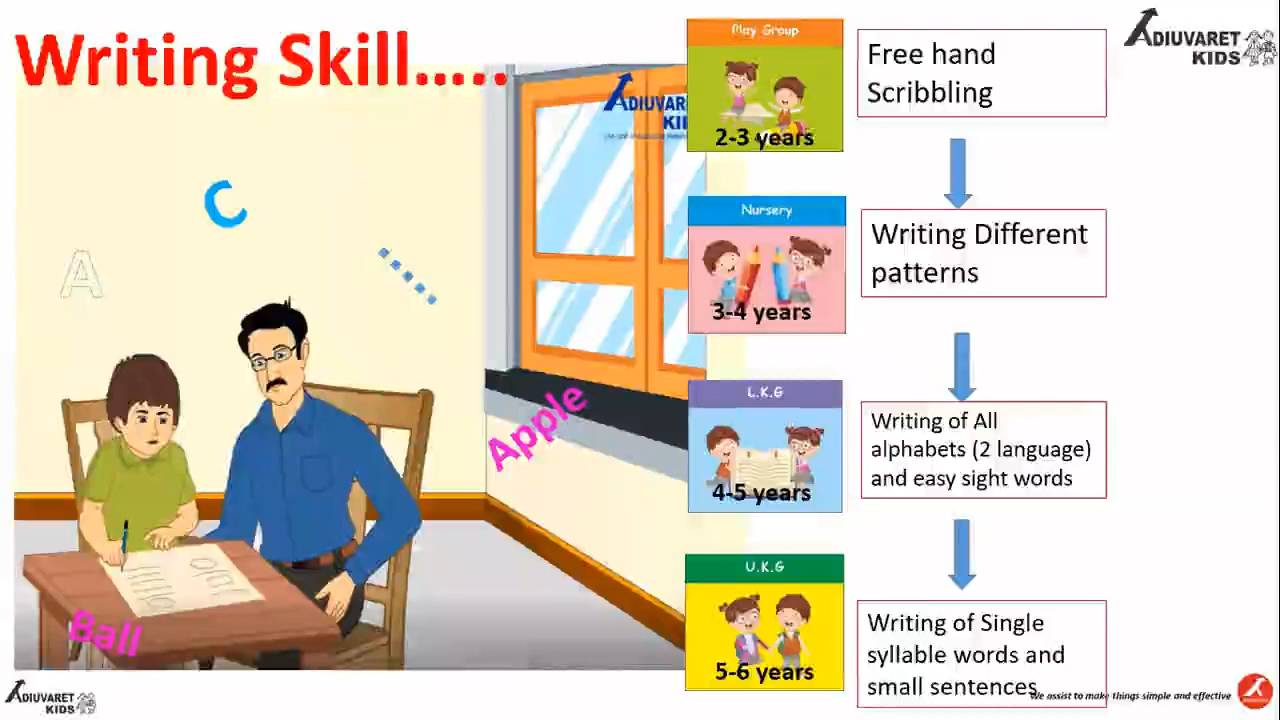 Writing Skill.....
Play Group
2-3 years
Free hand
Scribbling
ADIUVARET
KIDS
ADIUVARET
KI
C
A
Nursery
3-4 years
Writing Different
patterns
Apple
L.K.G
4-5 years
Writing of All
alphabets (2 language)
and easy sight words
Ball
U.K.G
5-6 years
Writing of Single
syllable words and
small sentences
ADIUVARET
KIDS
We assist to make things simple and effective